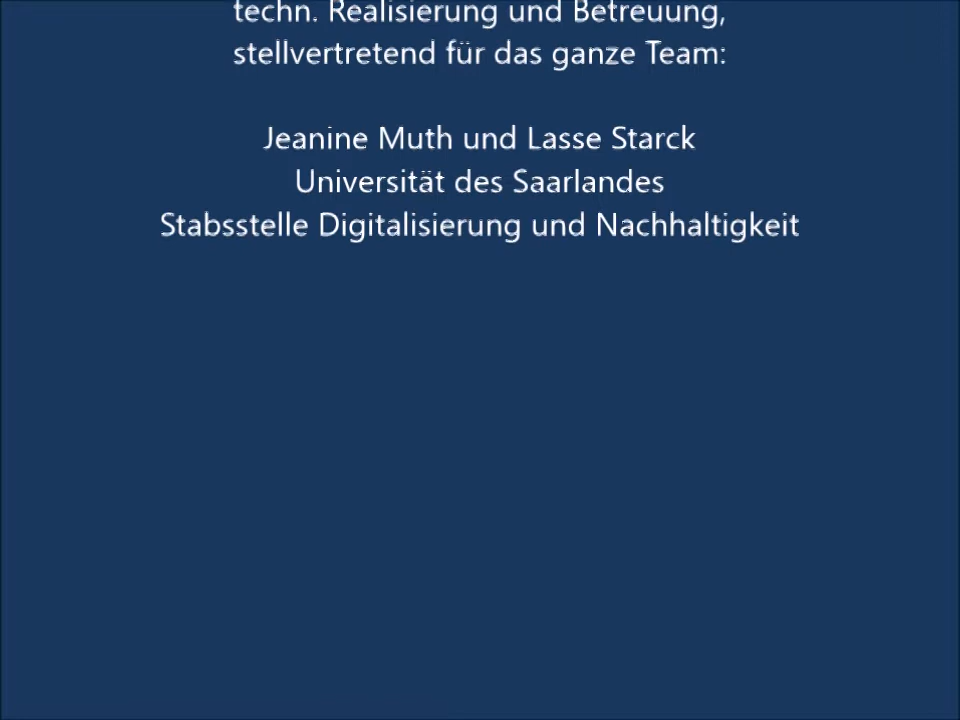 techn. Realisierung und Betreuung,
stellvertretend für das ganze Team:
Jeanine Muth und Lasse Starck
Universität des Saarlandes
Stabsstelle Digitalisierung und Nachhaltigkeit